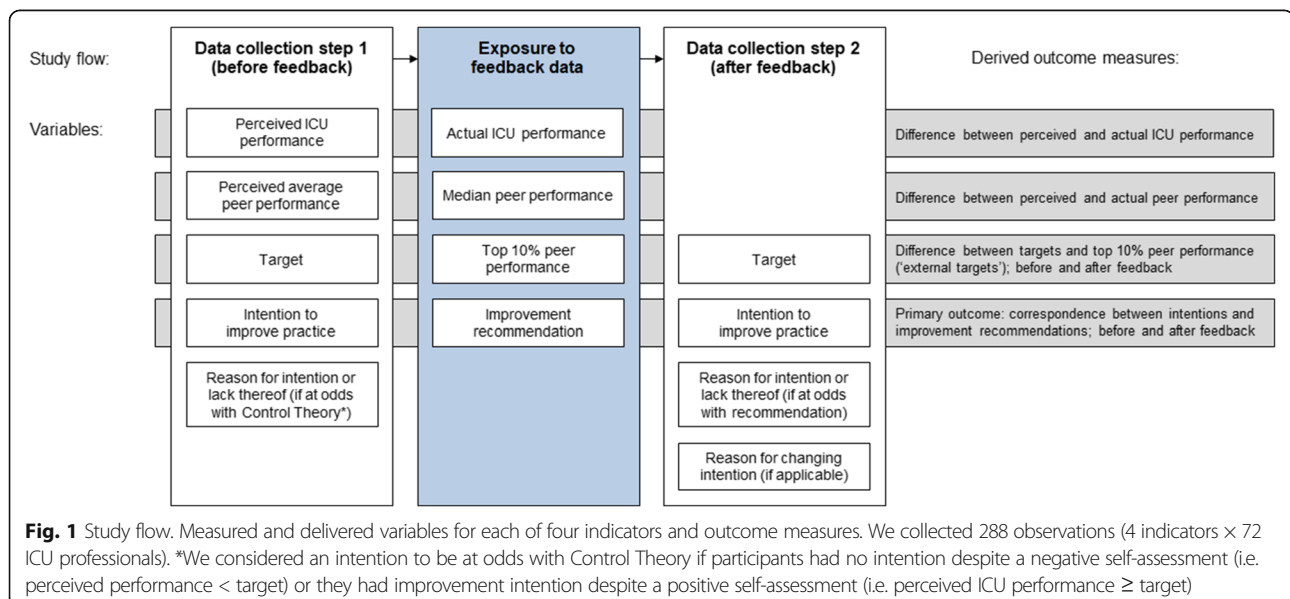 Study flow:
Data collection step 1
(before feedback)
Exposure to
feedback data
Data collection step 2
(after feedback)
Derived outcome measures:
Variables:
Perceived ICU
performance
Actual ICU performance
Difference between perceived and actual ICU performance
Perceived average
peer performance
Median peer performance
Difference between perceived and actual peer performance
Target
Top 10% peer
performance
Target
Difference between targets and top 10% peer performance
('external targets'); before and after feedback
Intention to
improve practice
Improvement
recommendation
Intention to
improve practice
Primary outcome: correspondence between intentions and
improvement recommendations; before and after feedback
Reason for intention or
lack thereof (if at odds
with Control Theory*)
Reason for intention or
lack thereof (if at odds
with recommendation)
Reason for changing
intention (if applicable)
Fig. 1 Study flow. Measured and delivered variables for each of four indicators and outcome measures. We collected 288 observations (4 indicators × 72
ICU professionals). *We considered an intention to be at odds with Control Theory if participants had no intention despite a negative self-assessment (i.e.
perceived performance < target) or they had improvement intention despite a positive self-assessment (i.e. perceived ICU performance ≥ target)